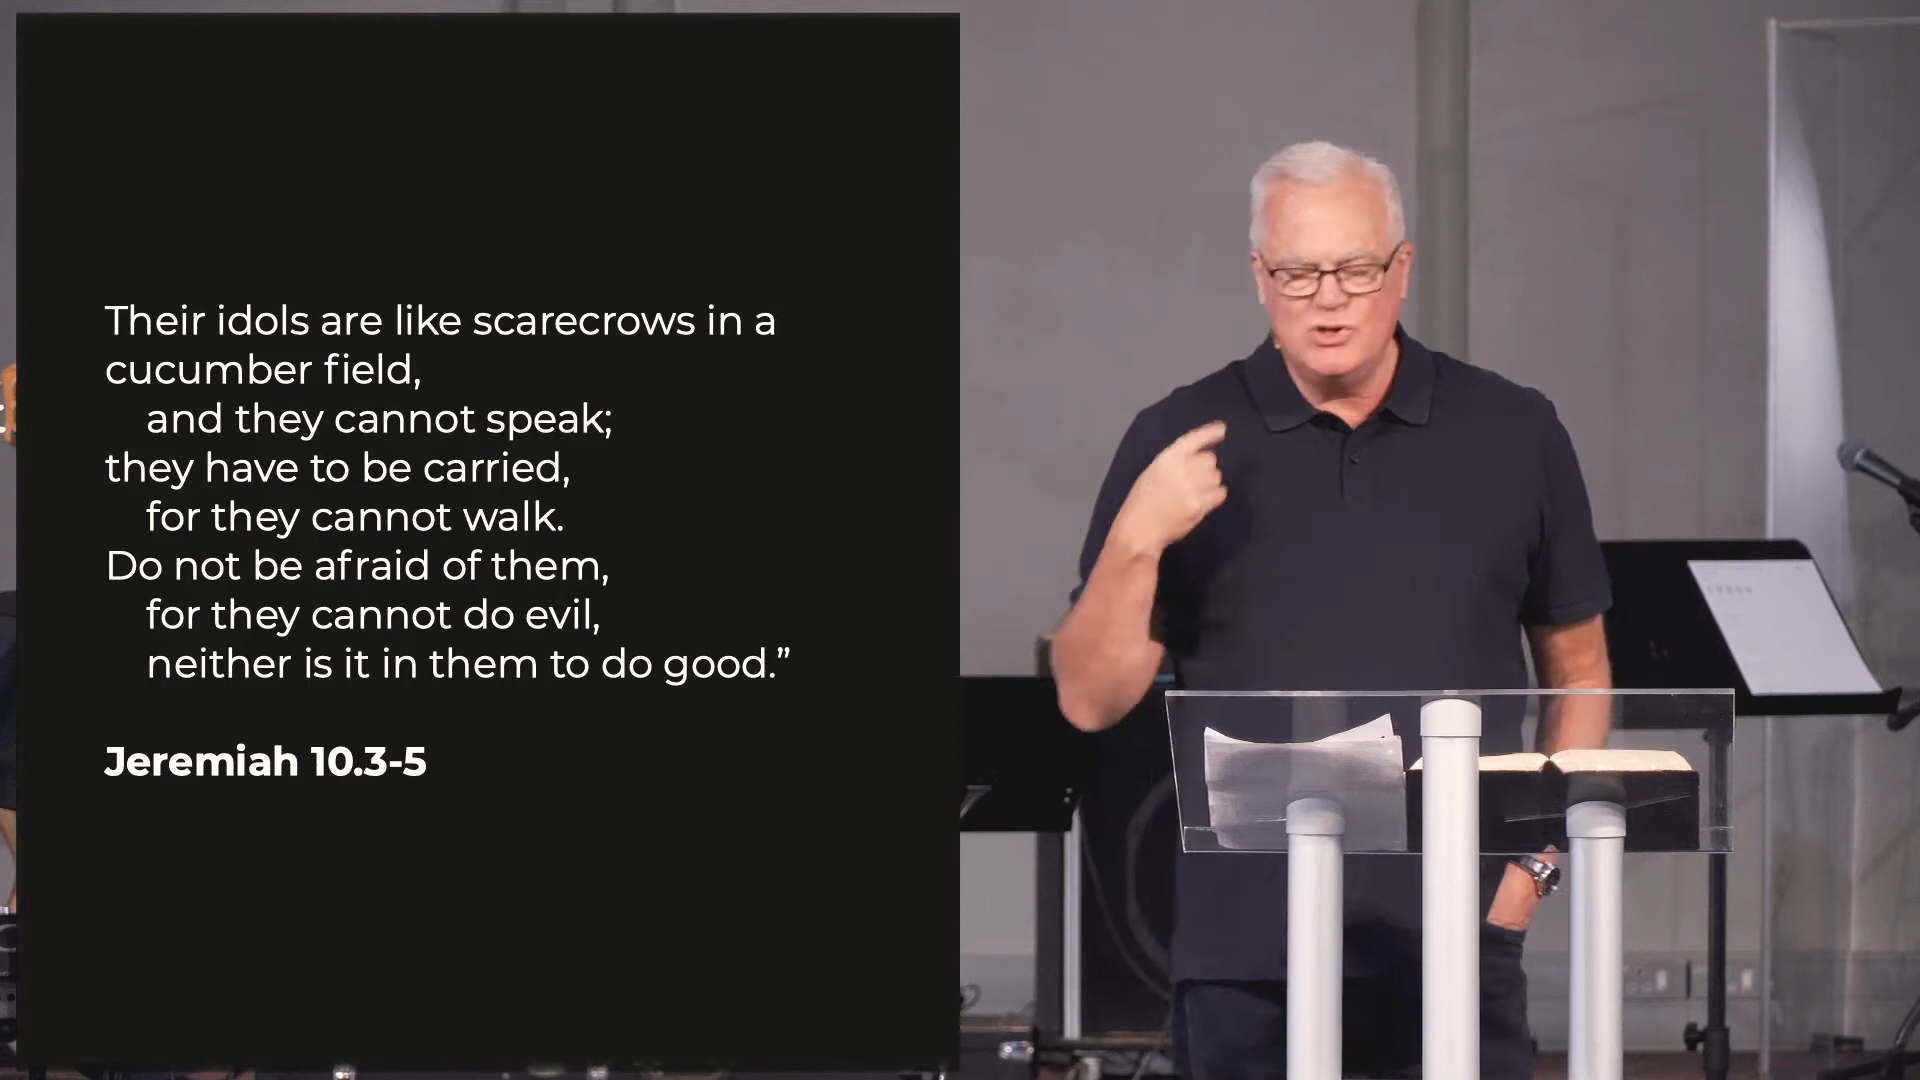 Their idols are like scarecrows in a
cucumber field,
and they cannot speak;
they have to be carried,
for they cannot walk.
Do not be afraid of them,
for they cannot do evil,
neither is it in them to do good.”
Jeremiah 10.3-5